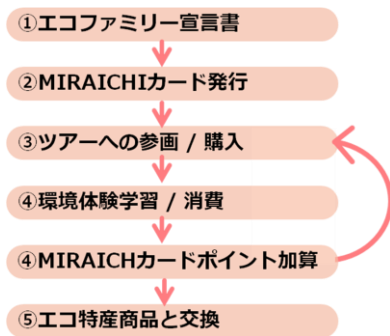 ①エコファミリー宣言書
②MIRAICHIカード発行
③ツアーへの参画 / 購入
④環境体験学習 / 消費
④MIRAICHカードポイント加算
⑤エコ特産商品と交換